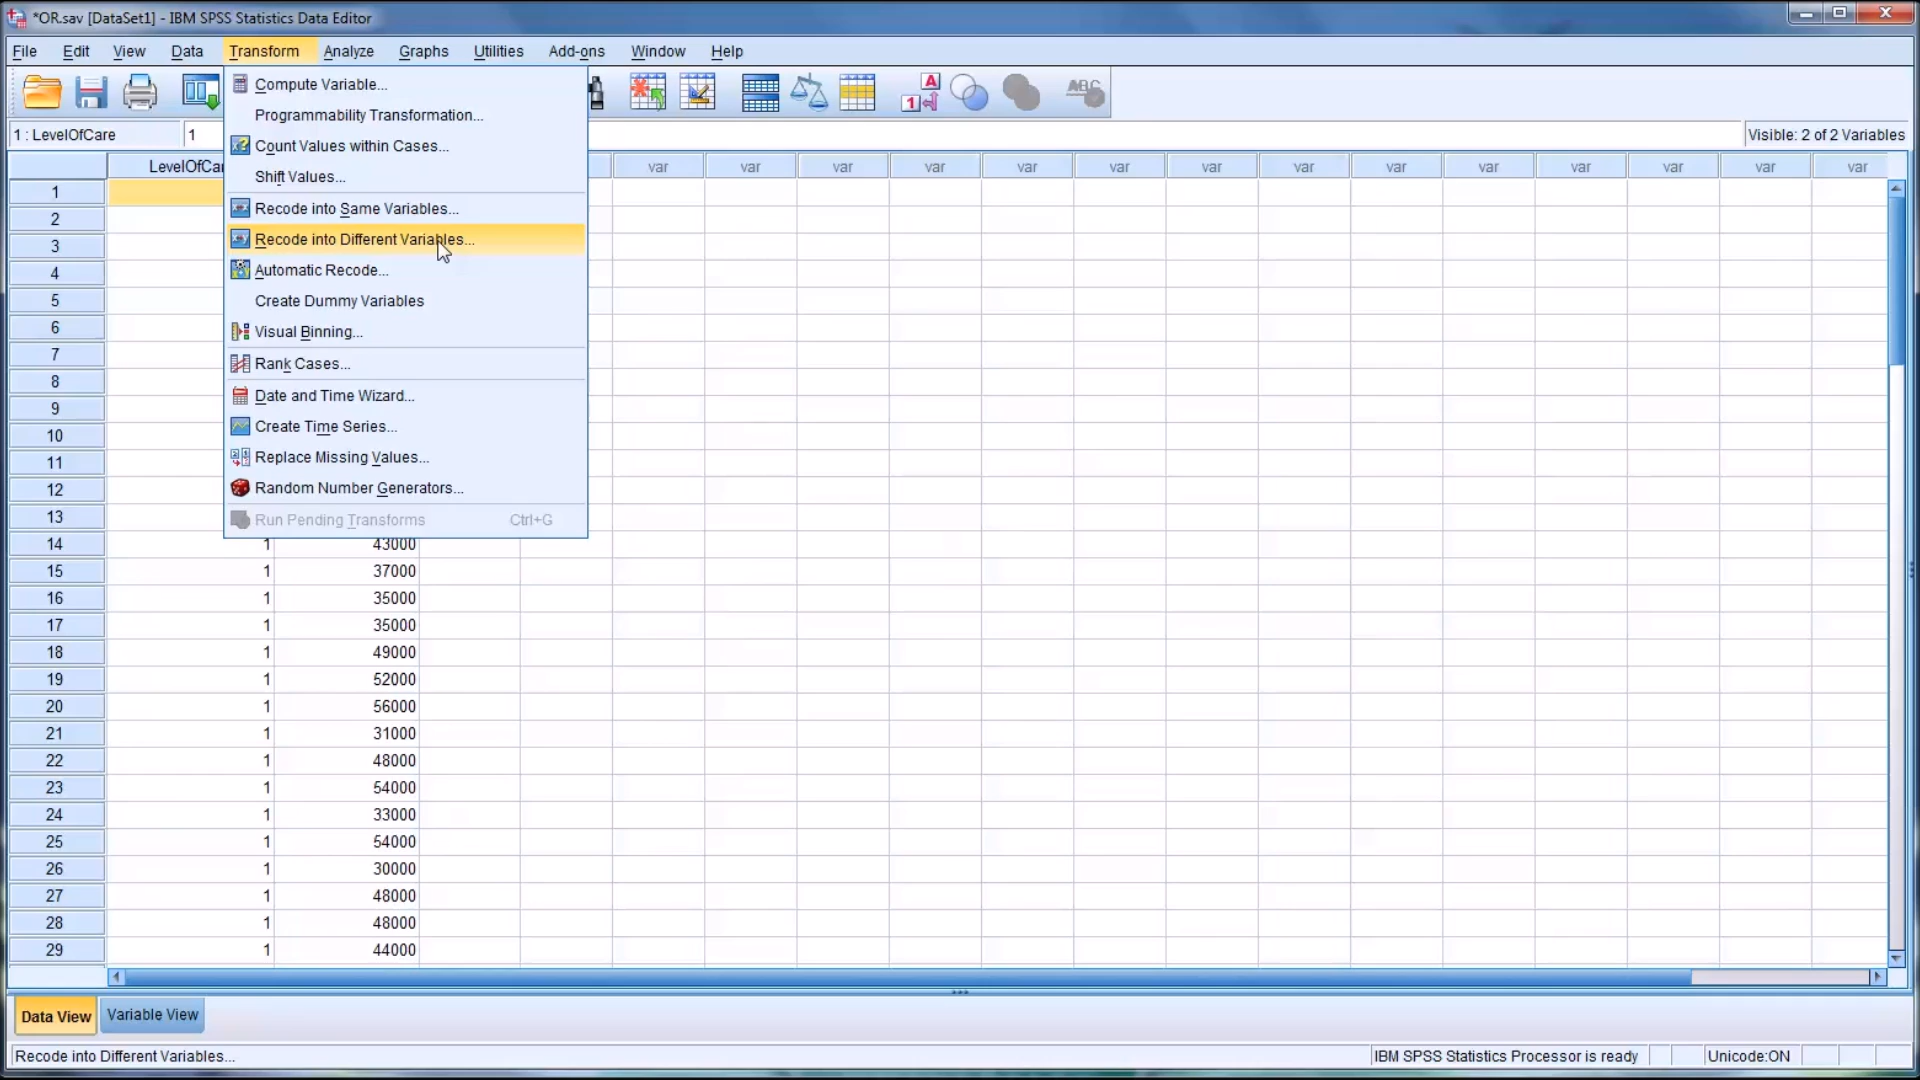 *OR.sav [DataSet1] - IBM SPSS Statistics Data Editor
File Edit View Data Transform Analyze Graphs Utilities Add-ons Window Help
A
1
ABC
1 : LevelOfCare 1 Visible: 2 of 2 Variables
LevelOfCar var var var var var var var var var var var var var var
Compute Variable...
Programmability Transformation...
Count Values within Cases...
Shift Values...
Recode into Same Variables...
Recode into Different Variables...
Automatic Recode...
Create Dummy Variables
Visual Binning...
Rank Cases...
Date and Time Wizard...
Create Time Series...
Replace Missing Values...
Random Number Generators...
Run Pending Transforms Ctrl+G
1
2
3
4
5
6
7
8
9
10
11
12
13
14 1 43000
15 1 37000
16 1 35000
17 1 35000
18 1 49000
19 1 52000
20 1 56000
21 1 31000
22 1 48000
23 1 54000
24 1 33000
25 1 54000
26 1 30000
27 1 48000
28 1 48000
29 1 44000
Data View Variable View
Recode into Different Variables... IBM SPSS Statistics Processor is ready Unicode:ON